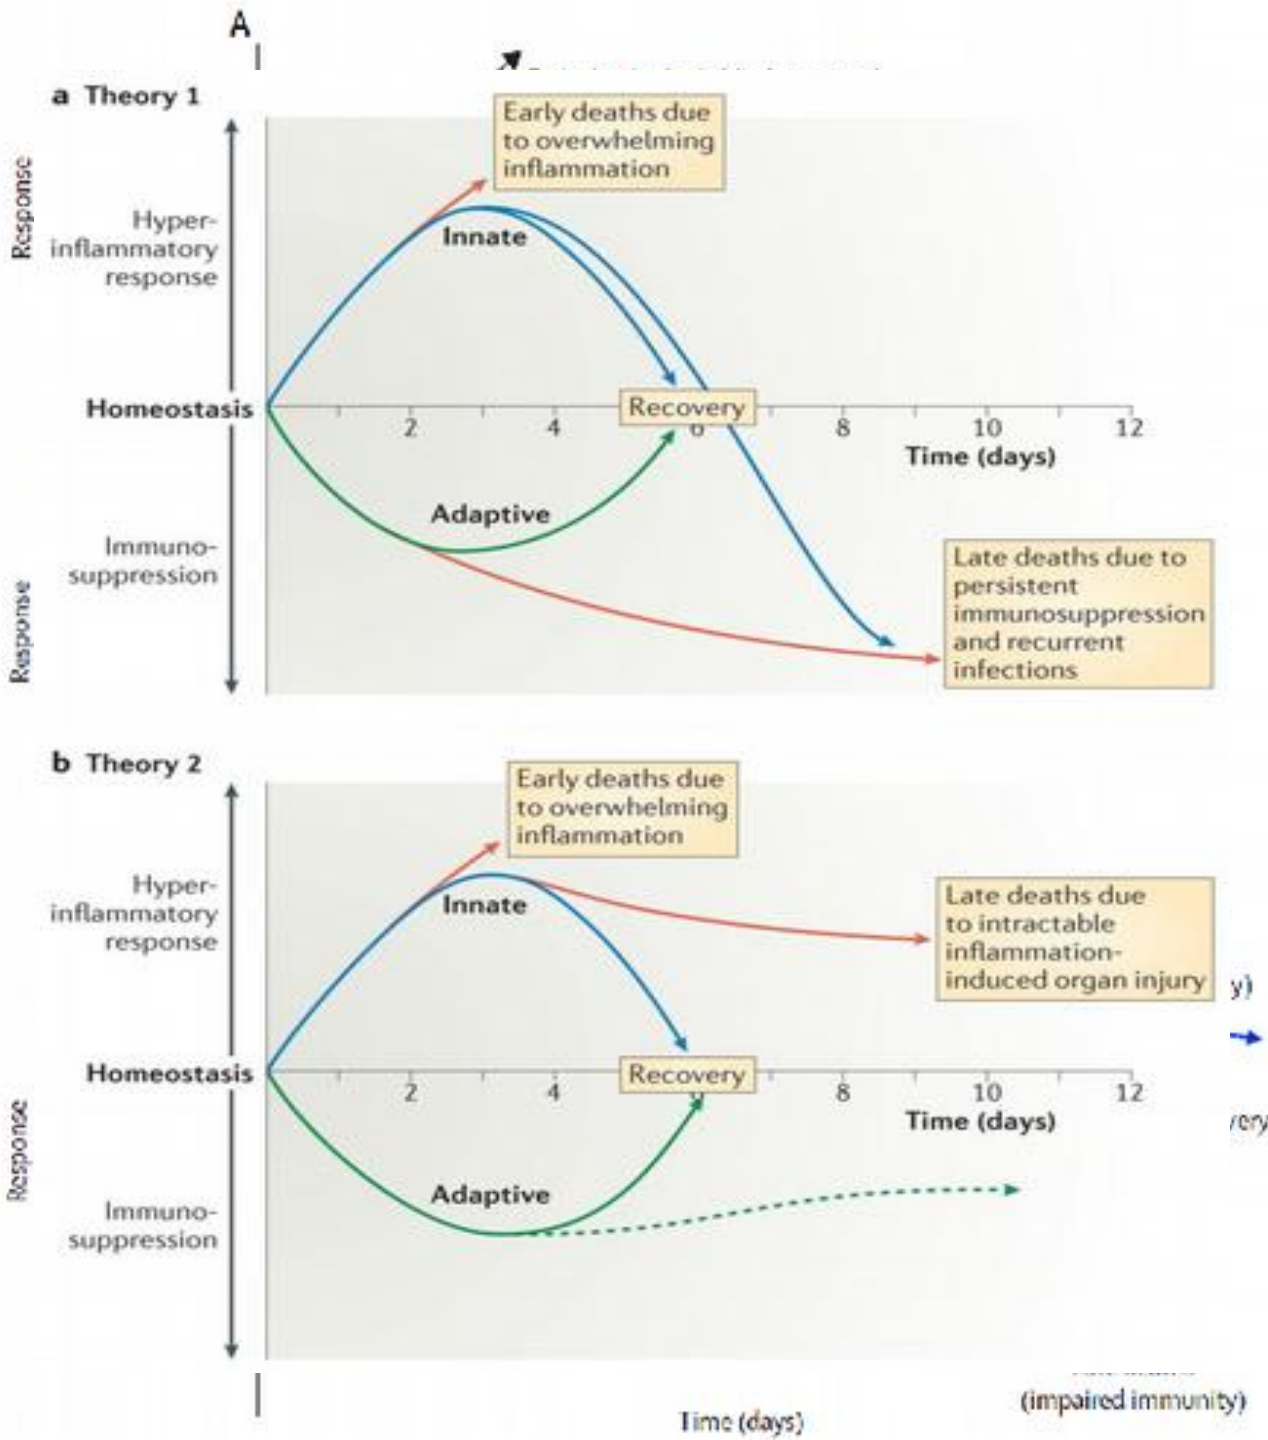 A
a Theory 1
Early deaths due
to overwhelming
inflammation
Response
Hyper-
inflammatory
response
Innate
Homeostasis
Recovery
2 4 6 8 10 12
Time (days)
Adaptive
Immuno-
suppression
Response
Late deaths due to
persistent
immunosuppression
and recurrent
infections
b Theory 2
Early deaths due
to overwhelming
inflammation
Hyper-
inflammatory
response
Innate
Late deaths due
to intractable
inflammation-
induced organ injury
y)
Homeostasis
Recovery
2 4 8 10 12
Time (days)
Response
very
Adaptive
Immuno-
suppression
(impaired immunity)
Time (days)